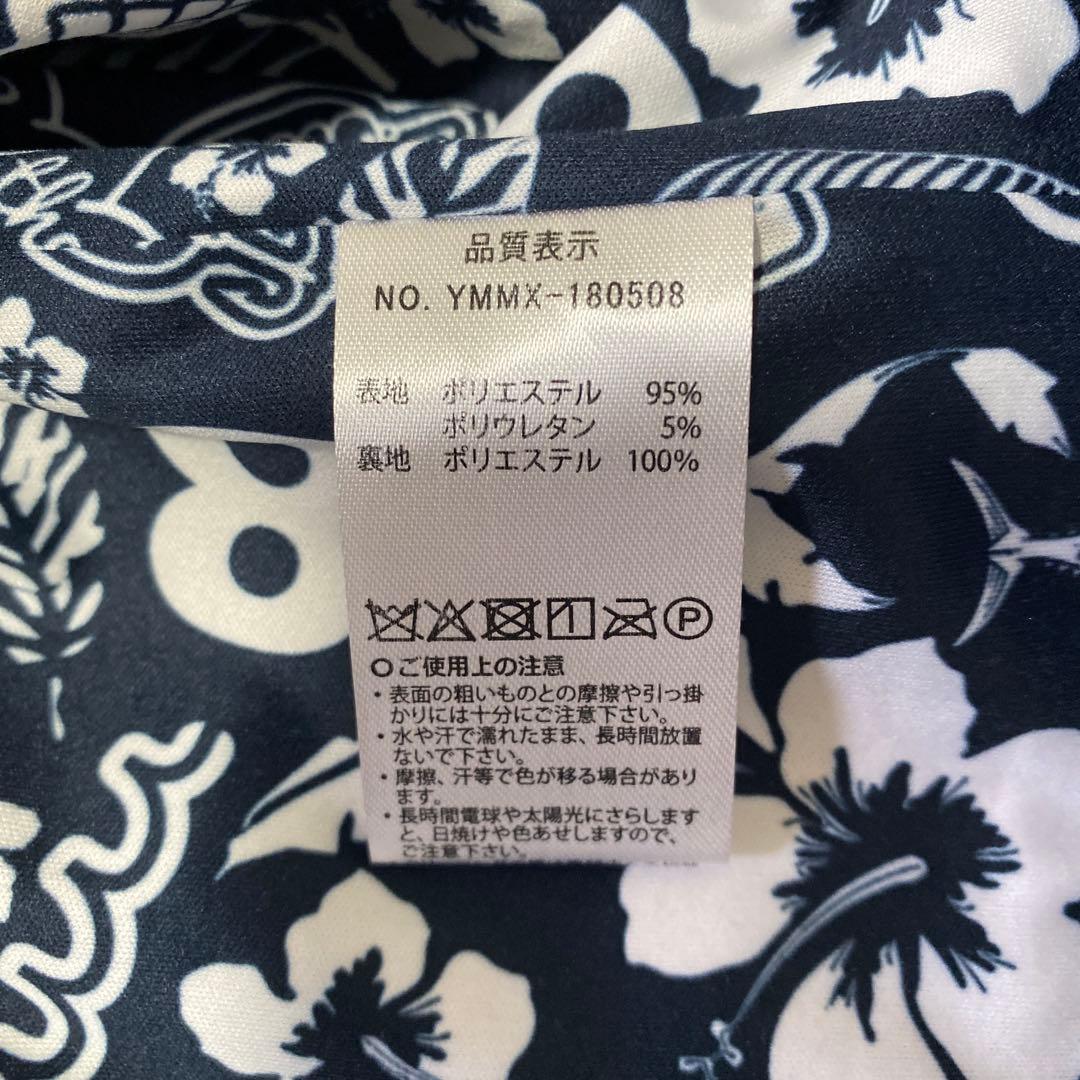 品質表示
NO. YMMX-180508
表地 ポリエステル 95%
ポリウレタン 5%
裏地 ポリエステル 100%
P
○ご使用上の注意
・表面の粗いものとの摩擦や引っ掛
かりには十分にご注意下さい。
・水や汗で濡れたまま、長時間放置
ないで下さい。
・摩擦、汗等で色が移る場合があり
ます。
・長時間電球や太陽光にさらします
と、日焼けや色あせしますので、
ご注意下さい。